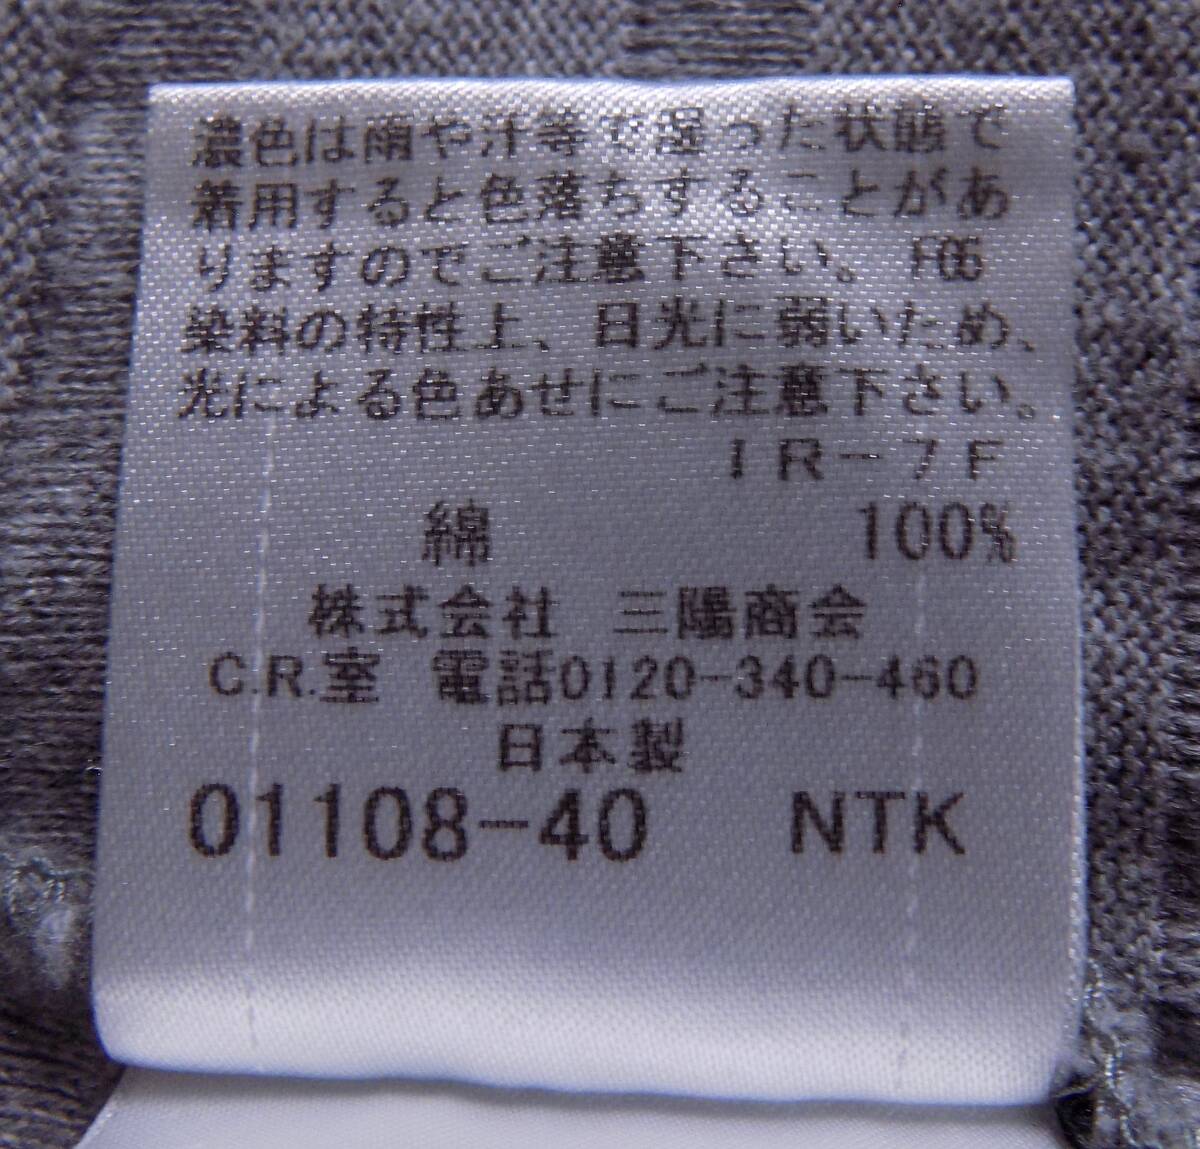 濃色は雨や汗等で湿った状態で
着用すると色落ちすることがあ
りますのでご注意下さい。 F06
染料の特性上、日光に弱いため、
光による色あせにご注意下さい。
IR-7F
綿 100%
株式会社 三陽商会
C.R.室 電話0120-340-460
日本製
01108-40 NTK